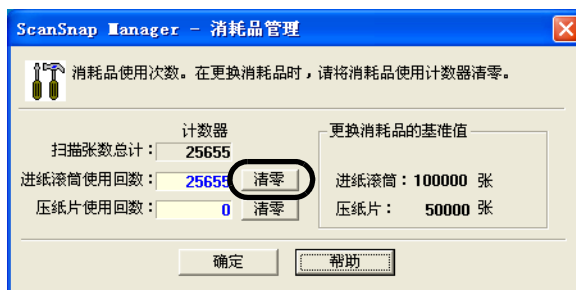 ScanSnap Manager - 消耗品管理
消耗品使用次数。在更换消耗品时，请将消耗品使用计数器清零。
计数器
扫描张数总计： 25655
进纸滚筒使用回数： 25655 清零
压纸片使用回数： 0 清零
更换消耗品的基准值
进纸滚筒：100000 张
压纸片： 50000 张
确定 帮助